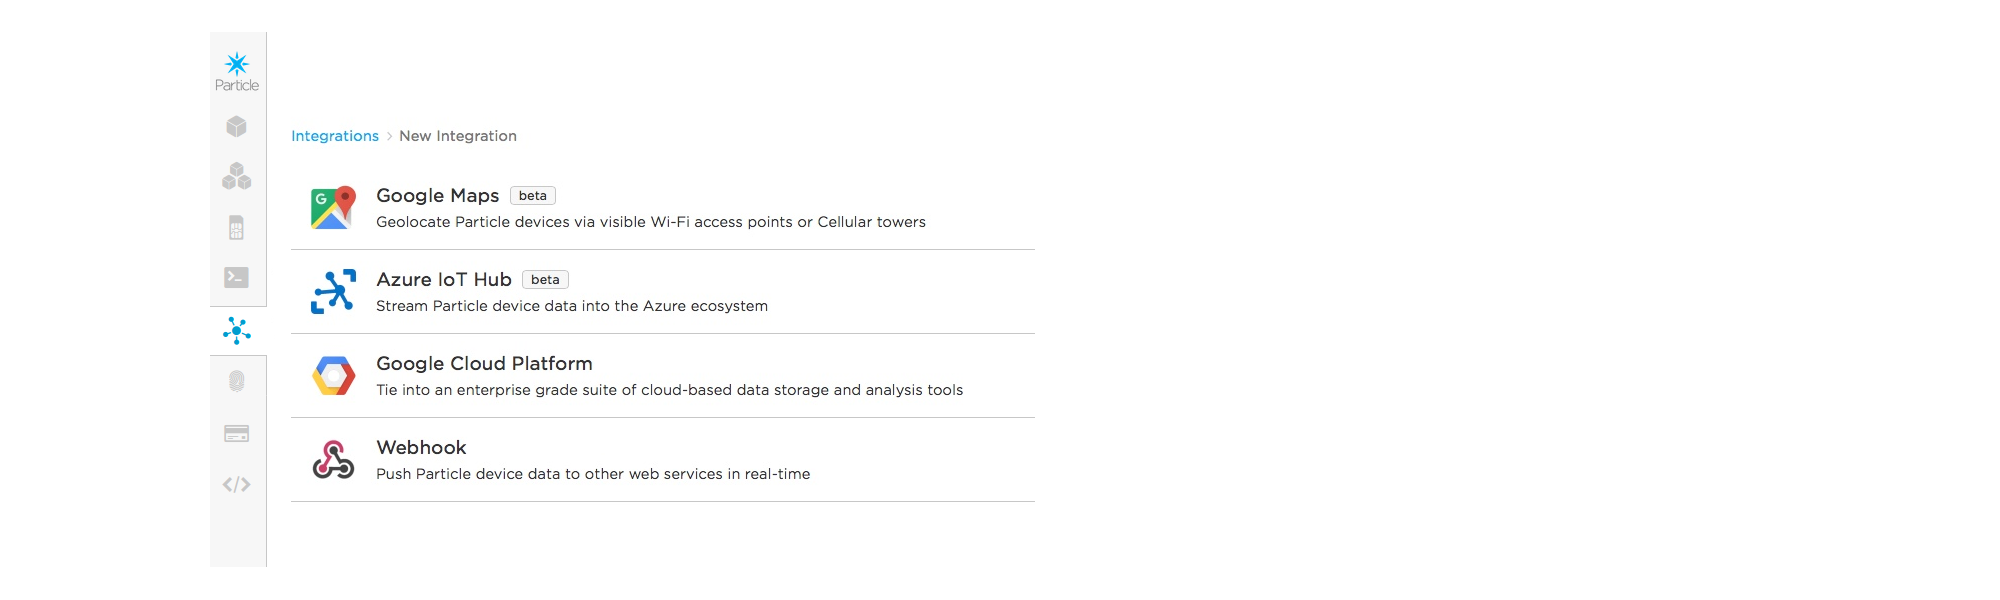 Particle
Integrations > New Integration
Google Maps beta
Geolocate Particle devices via visible Wi-Fi access points or Cellular towers
Azure IoT Hub beta
Stream Particle device data into the Azure ecosystem
Google Cloud Platform
Tie into an enterprise grade suite of cloud-based data storage and analysis tools
Webhook
Push Particle device data to other web services in real-time